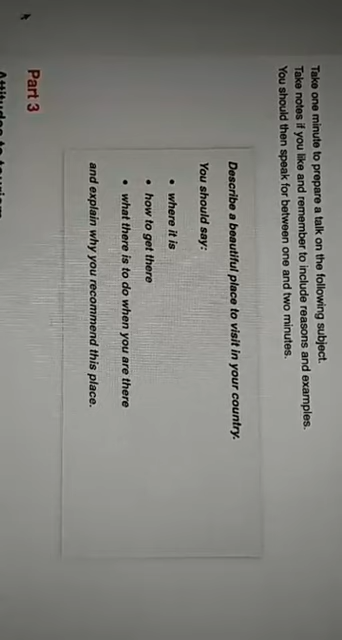 Take one minute to prepare a talk on the following subject.
Take notes if you like and remember to include reasons and examples.
You should then speak for between one and two minutes.
Describe a beautiful place to visit in your country.
You should say:
• where it is
• how to get there
• what there is to do when you are there
and explain why you recommend this place.
Part 3